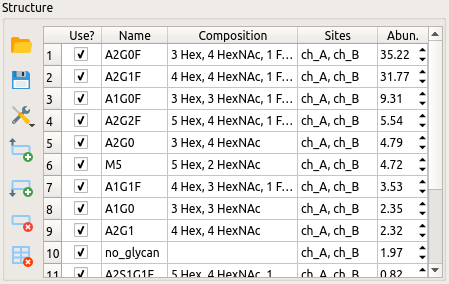 Structure
Use? Name Composition Sites Abun.
1 A2G0F 3 Hex, 4 HexNAc, 1 F... ch_A, ch_B 35.22
2 A2G1F 4 Hex, 4 HexNAc, 1 F... ch_A, ch_B 31.77
3 A1G0F 3 Hex, 3 HexNAc, 1 F... ch_A, ch_B 9.31
4 A2G2F 5 Hex, 4 HexNAc, 1 F... ch_A, ch_B 5.54
5 A2G0 3 Hex, 4 HexNAc ch_A, ch_B 4.79
6 M5 5 Hex, 2 HexNAc ch_A, ch_B 4.72
7 A1G1F 4 Hex, 3 HexNAc, 1 F... ch_A, ch_B 3.53
8 A1G0 3 Hex, 3 HexNAc ch_A, ch_B 2.35
9 A2G1 4 Hex, 4 HexNAc ch_A, ch_B 2.32
10 no_glycan ch_A, ch_B 1.97
11 A2S1G1F 5 Hex, 4 HexNAc, 1 ch_A, ch_B 0.82